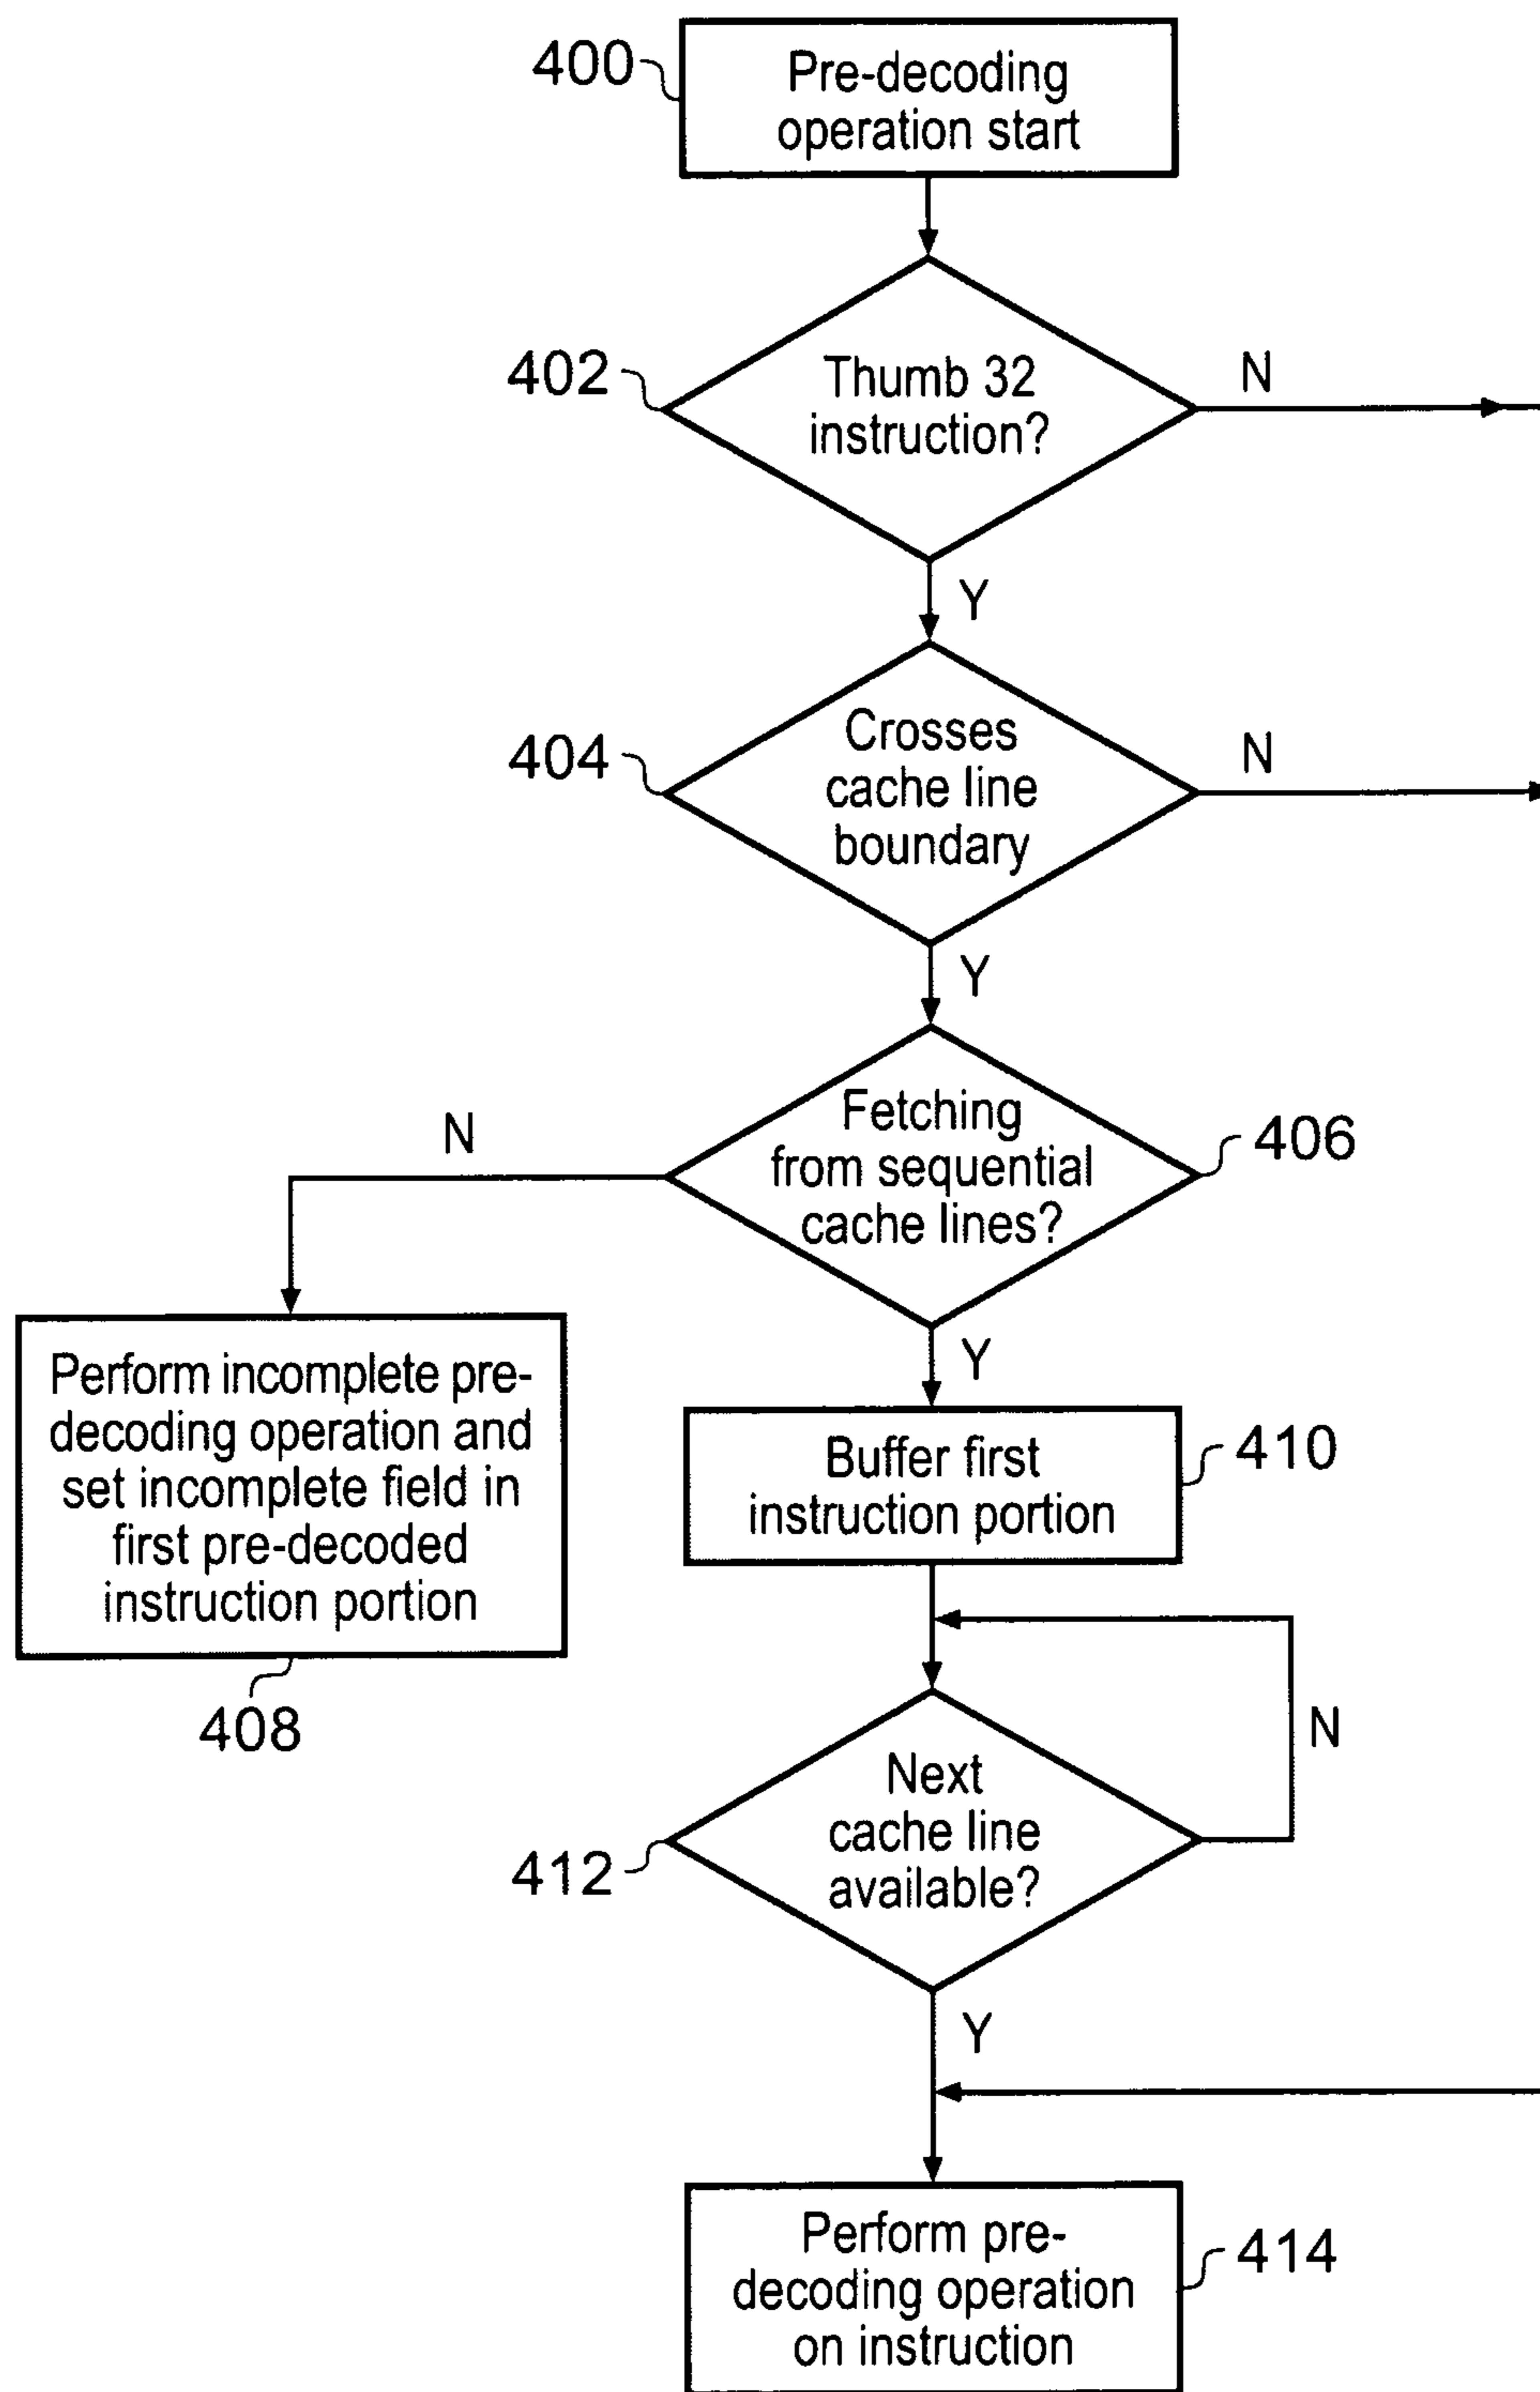 400
Pre-decoding
operation start
402
Thumb 32
instruction?
N
Y
404
Crosses
cache line
boundary
N
Y
N
Fetching
from sequential
cache lines?
406
Y
Perform incomplete pre-
decoding operation and
set incomplete field in
first pre-decoded
instruction portion
408
Buffer first
instruction portion
410
N
412
Next
cache line
available?
Y
Perform pre-
decoding operation
on instruction
414